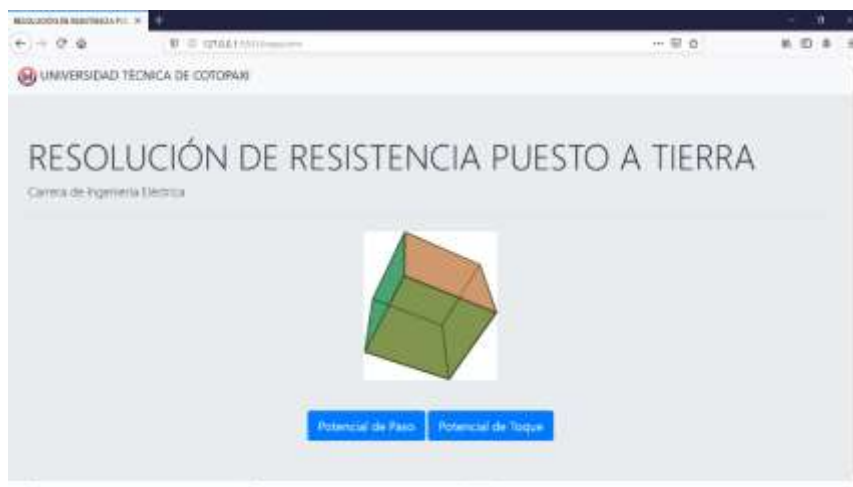 UNIVERSIDAD TÉCNICA DE COTOPAXI
RESOLUCIÓN DE RESISTENCIA PUESTO A TIERRA
Carrera de Ingeniería Eléctrica
Potencial de Paso
Potencial de Toque